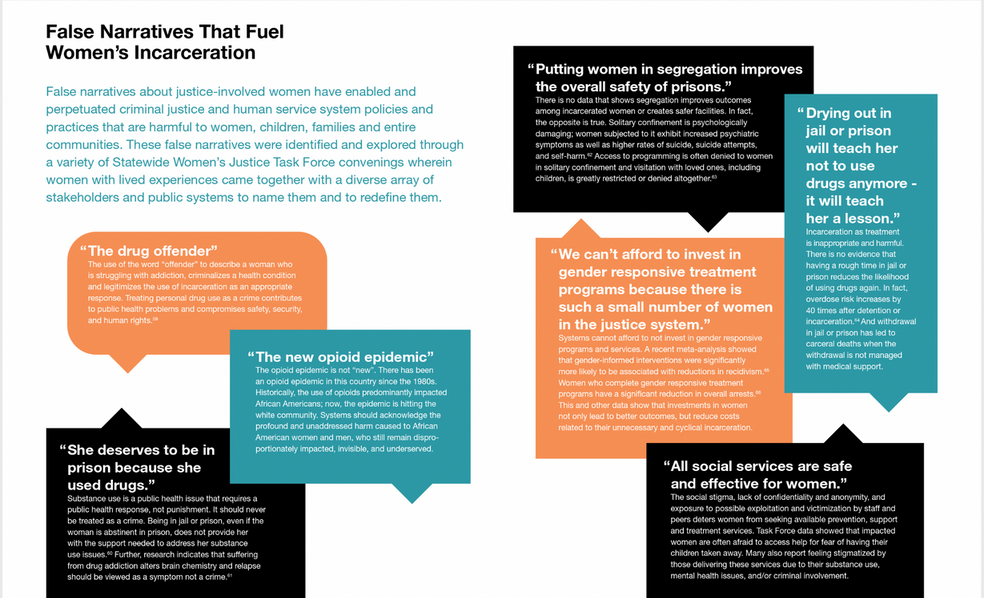 False Narratives That Fuel
Women's Incarceration
False narratives about justice-involved women have enabled and
perpetuated criminal justice and human service system policies and
practices that are harmful to women, children, families and entire
communities. These false narratives were identified and explored through
a variety of Statewide Women's Justice Task Force convenings wherein
women with lived experiences came together with a diverse array of
stakeholders and public systems to name them and to redefine them.
“The drug offender”
The use of the word “offender” to describe a woman who
is struggling with addiction, criminalizes a health condition
and legitimizes the use of incarceration as an appropriate
response. Treating personal drug use as a crime contributes
to public health problems and compromises safety, security,
and human rights.⁵⁹
“The new opioid epidemic”
The opioid epidemic is not “new”. There has been
an opioid epidemic in this country since the 1980s.
Historically, the use of opioids predominantly impacted
African Americans; now, the epidemic is hitting the
white community. Systems should acknowledge the
profound and unaddressed harm caused to African
American women and men, who still remain dispro-
portionately impacted, invisible, and underserved.
“She deserves to be in
prison because she
used drugs.”
Substance use is a public health issue that requires a
public health response, not punishment. It should never
be treated as a crime. Being in jail or prison, even if the
woman is abstinent in prison, does not provide her
with the support needed to address her substance
use issues.⁶⁰ Further, research indicates that suffering
from drug addiction alters brain chemistry and relapse
should be viewed as a symptom not a crime.⁶¹
“Putting women in segregation improves
the overall safety of prisons.”
There is no data that shows segregation improves outcomes
among incarcerated women or creates safer facilities. In fact,
the opposite is true. Solitary confinement is psychologically
damaging; women subjected to it exhibit increased psychiatric
symptoms as well as higher rates of suicide, suicide attempts,
and self-harm.⁶² Access to programming is often denied to women
in solitary confinement and visitation with loved ones, including
children, is greatly restricted or denied altogether.⁶³
“Drying out in
jail or prison
will teach her
not to use
drugs anymore -
it will teach
her a lesson.”
Incarceration as treatment
is inappropriate and harmful.
There is no evidence that
having a rough time in jail or
prison reduces the likelihood
of using drugs again. In fact,
overdose risk increases by
40 times after detention or
incarceration.⁶⁴ And withdrawal
in jail or prison has led to
carceral deaths when the
withdrawal is not managed
with medical support.
“We can't afford to invest in
gender responsive treatment
programs because there is
such a small number of women
in the justice system.”
Systems cannot afford to not invest in gender responsive
programs and services. A recent meta-analysis showed
that gender-informed interventions were significantly
more likely to be associated with reductions in recidivism.⁶⁵
Women who complete gender responsive treatment
programs have a significant reduction in overall arrests.⁶⁶
This and other data show that investments in women
not only lead to better outcomes, but reduce costs
related to their unnecessary and cyclical incarceration.
“All social services are safe
and effective for women.”
The social stigma, lack of confidentiality and anonymity, and
exposure to possible exploitation and victimization by staff and
peers deters women from seeking available prevention, support
and treatment services. Task Force data showed that impacted
women are often afraid to access help for fear of having their
children taken away. Many also report feeling stigmatized by
those delivering these services due to their substance use,
mental health issues, and/or criminal involvement.